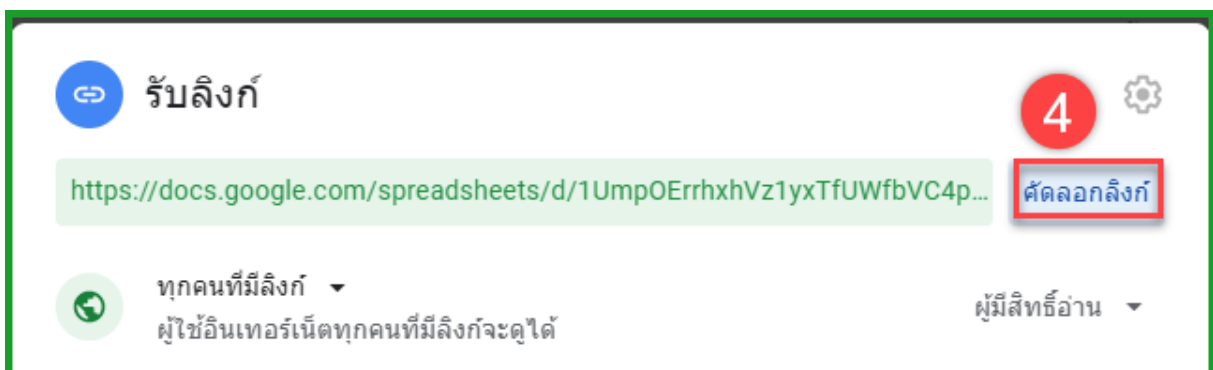 รับลิงก์
4
https://docs.google.com/spreadsheets/d/1UmpOErrhxhVz1yxTfUWfbVC4p...
คัดลอกลิงก์
ทุกคนที่มีลิงก์
ผู้ใช้อินเทอร์เน็ตทุกคนที่มีลิงก์จะดูได้
ผู้มีสิทธิ์อ่าน